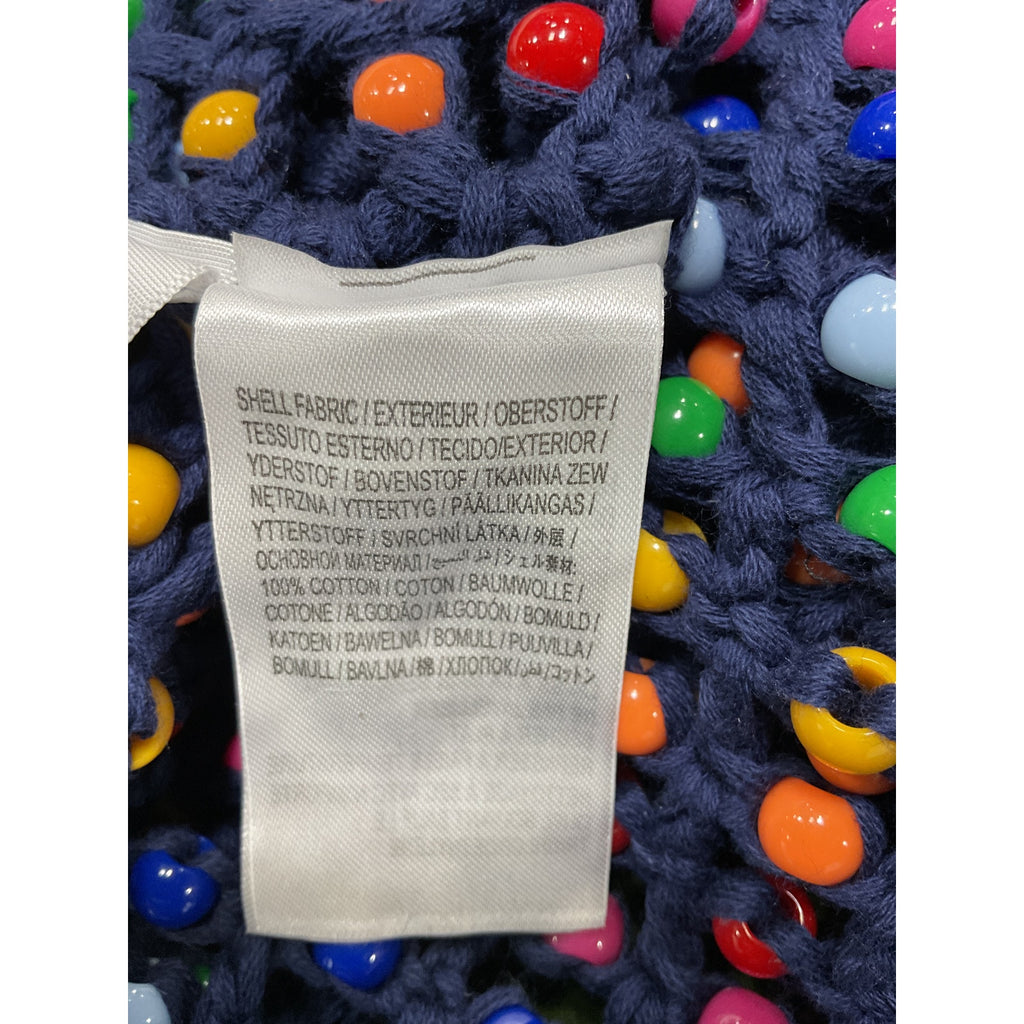 SHELL FABRIC / EXTERIEUR / OBERSTOFF /
TESSUTO ESTERNO / TECIDO/EXTERIOR /
YDERSTOF / BOVENSTOF / TKANINA ZEW
NĘTRZNA / YTTERTYG / PÄÄLLIKANGAS /
YTTERSTOFF / SVRCHNI LÁTKA / 外层 /
ОСНОВНОЙ МАТЕРИАЛ / / シェル素材:
100% COTTON / COTON / BAUMWOLLE /
COTONE / ALGODÃO / ALGODÓN / BOMULD /
KATOEN / BAWEŁNA / BOMULL / PUUVILLA /
BOMULL / BAVLNA / 棉 / ХЛОПОК / قطن / コットン